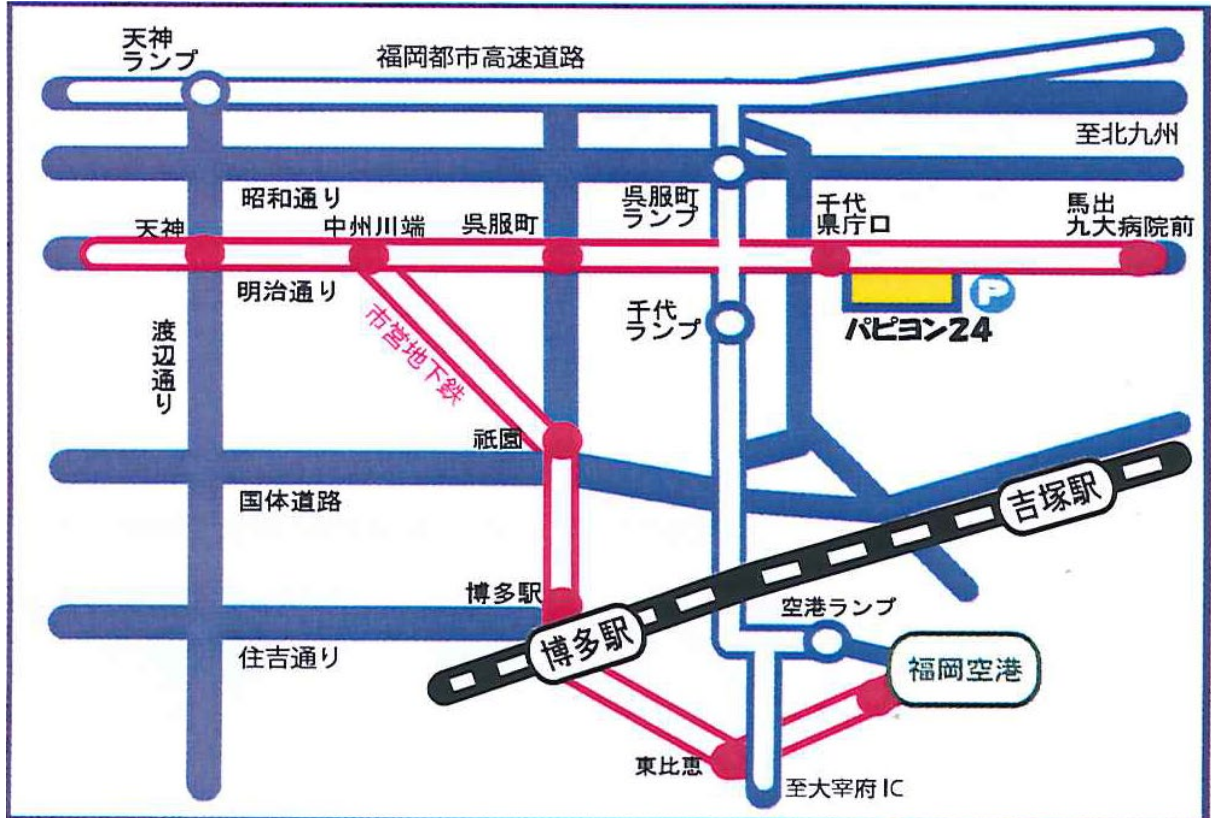 天神
ランプ
福岡都市高速道路
至北九州
昭和通り
呉服町
ランプ
天神
中州川端
呉服町
千代
県庁口
馬出
九大病院前
明治通り
市営地下鉄
千代
ランプ
P
パピヨン24
渡辺通り
祇園
国体道路
吉塚駅
博多駅
博多駅
空港ランプ
住吉通り
福岡空港
東比恵
至大宰府IC